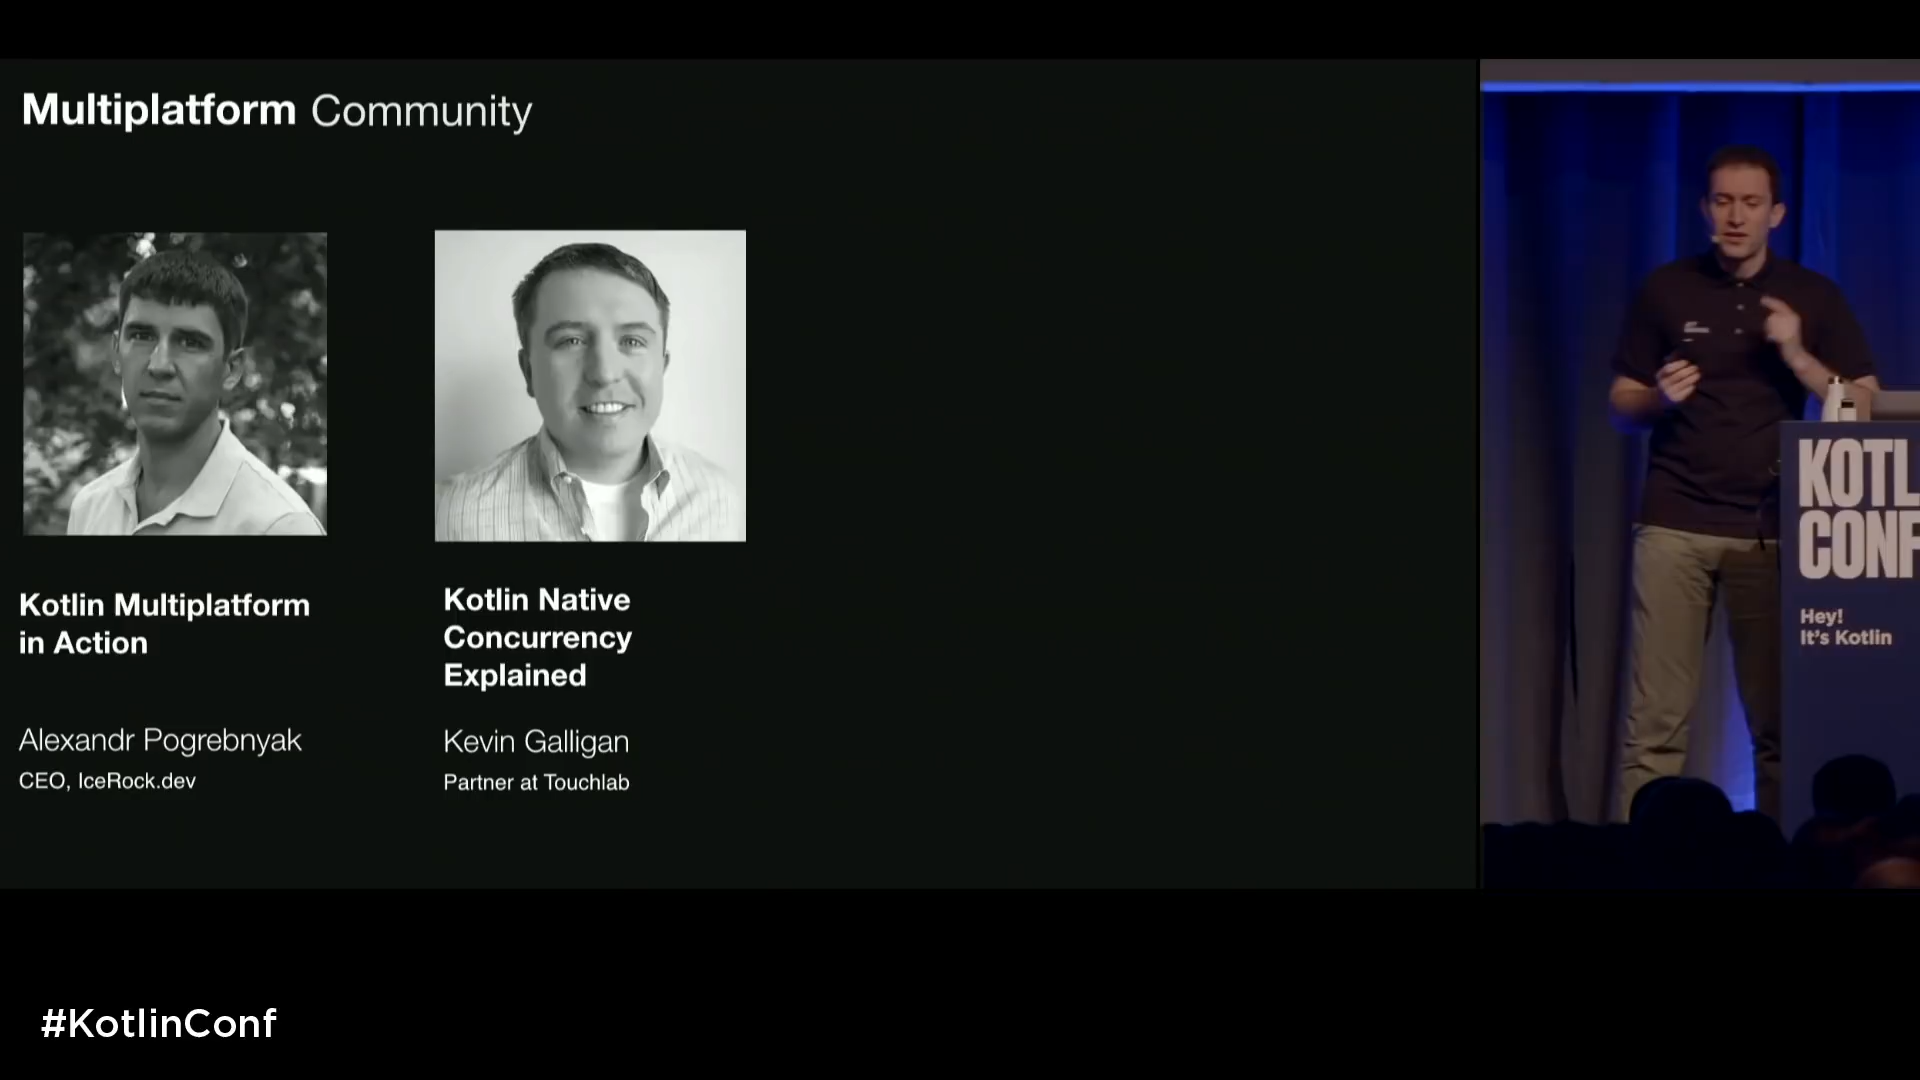 Multiplatform Community
Kotlin Multiplatform
in Action
Alexandr Pogrebnyak
CEO, IceRock.dev
Kotlin Native
Concurrency
Explained
Kevin Galligan
Partner at Touchlab
KOTL
CONF
Hey!
It's Kotlin
#KotlinConf